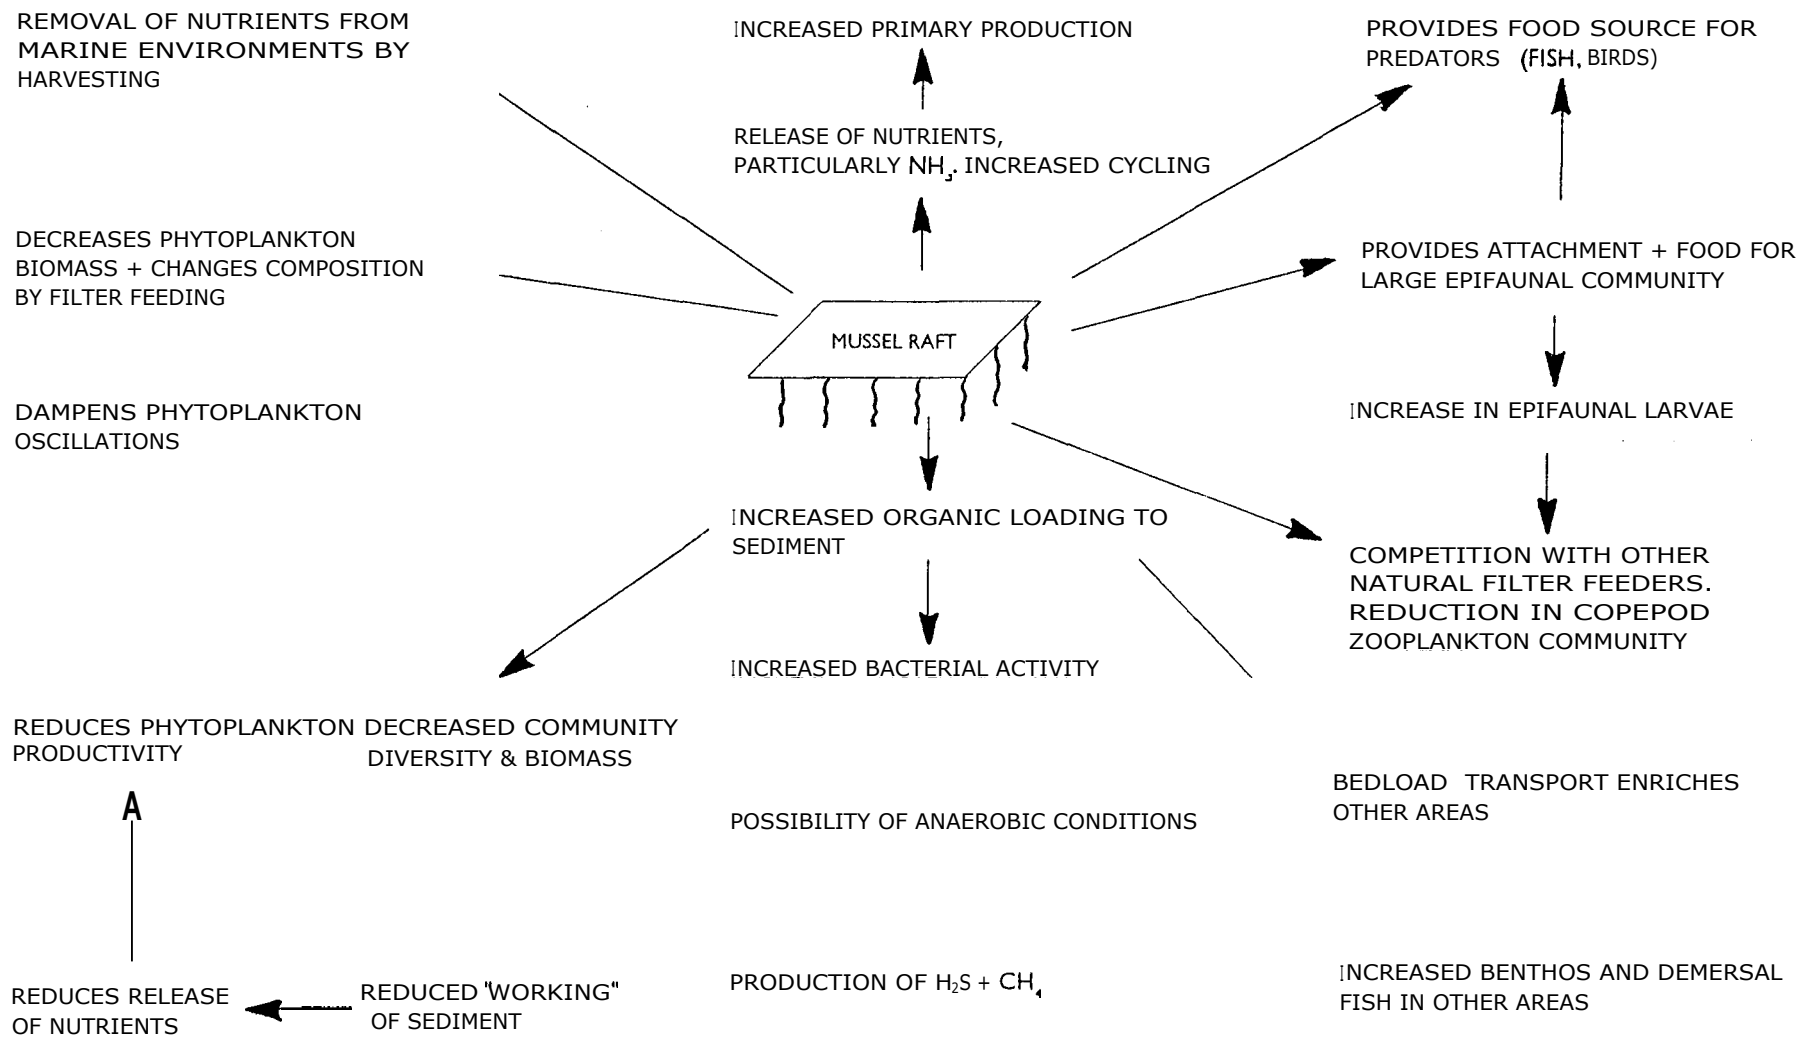 REMOVAL OF NUTRIENTS FROM
MARINE ENVIRONMENTS BY
HARVESTING
INCREASED PRIMARY PRODUCTION
PROVIDES FOOD SOURCE FOR
PREDATORS (FISH, BIRDS)
RELEASE OF NUTRIENTS,
PARTICULARLY NH₃. INCREASED CYCLING
DECREASES PHYTOPLANKTON
BIOMASS + CHANGES COMPOSITION
BY FILTER FEEDING
PROVIDES ATTACHMENT + FOOD FOR
LARGE EPIFAUNAL COMMUNITY
MUSSEL RAFT
DAMPENS PHYTOPLANKTON
OSCILLATIONS
INCREASE IN EPIFAUNAL LARVAE
INCREASED ORGANIC LOADING TO
SEDIMENT
COMPETITION WITH OTHER
NATURAL FILTER FEEDERS.
REDUCTION IN COPEPOD
ZOOPLANKTON COMMUNITY
INCREASED BACTERIAL ACTIVITY
REDUCES PHYTOPLANKTON
PRODUCTIVITY
DECREASED COMMUNITY
DIVERSITY & BIOMASS
A
BEDLOAD TRANSPORT ENRICHES
OTHER AREAS
POSSIBILITY OF ANAEROBIC CONDITIONS
REDUCES RELEASE
OF NUTRIENTS
REDUCED "WORKING"
OF SEDIMENT
PRODUCTION OF H₂S + CH₄
INCREASED BENTHOS AND DEMERSAL
FISH IN OTHER AREAS